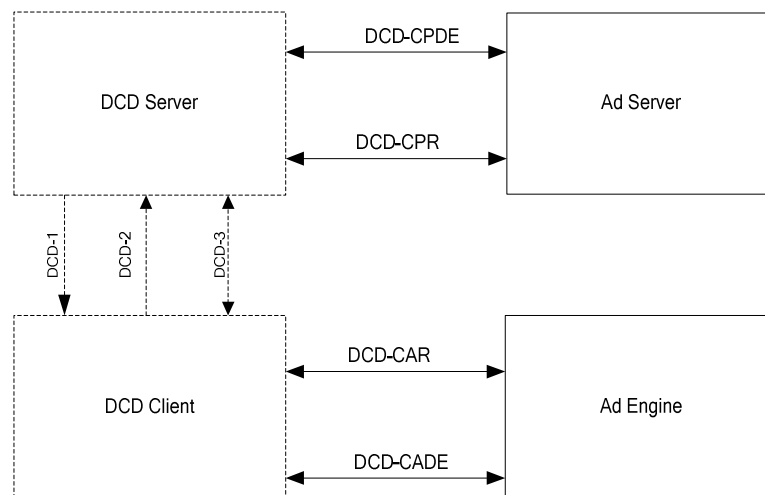 DCD-CPDE
DCD Server
Ad Server
DCD-CPR
DCD-1
DCD-2
DCD-3
DCD-CAR
DCD Client
Ad Engine
DCD-CADE